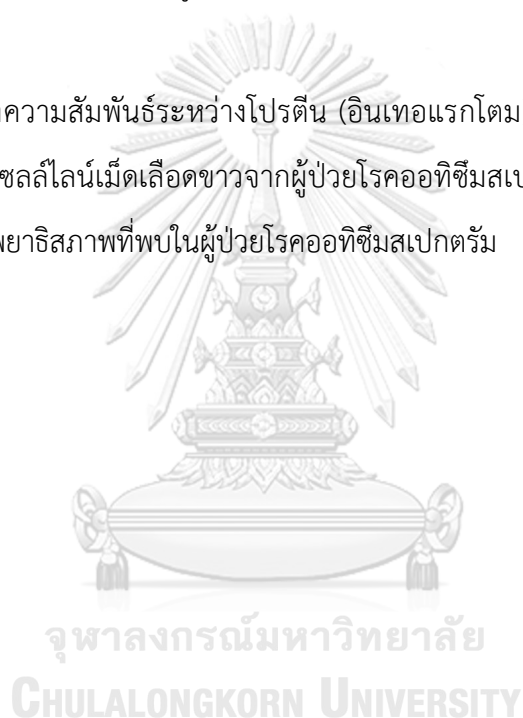 ความสัมพันธ์ระหว่างโปรตีน (อินเทอแรกโตม
ซลล์ไลน์เม็ดเลือดขาวจากผู้ป่วยโรคออทิซึมสเป
พยาธิสภาพที่พบในผู้ป่วยโรคออทิซึมสเปกตรัม
จุฬาลงกรณ์มหาวิทยาลัย
CHULALONGKORN UNIVERSITY